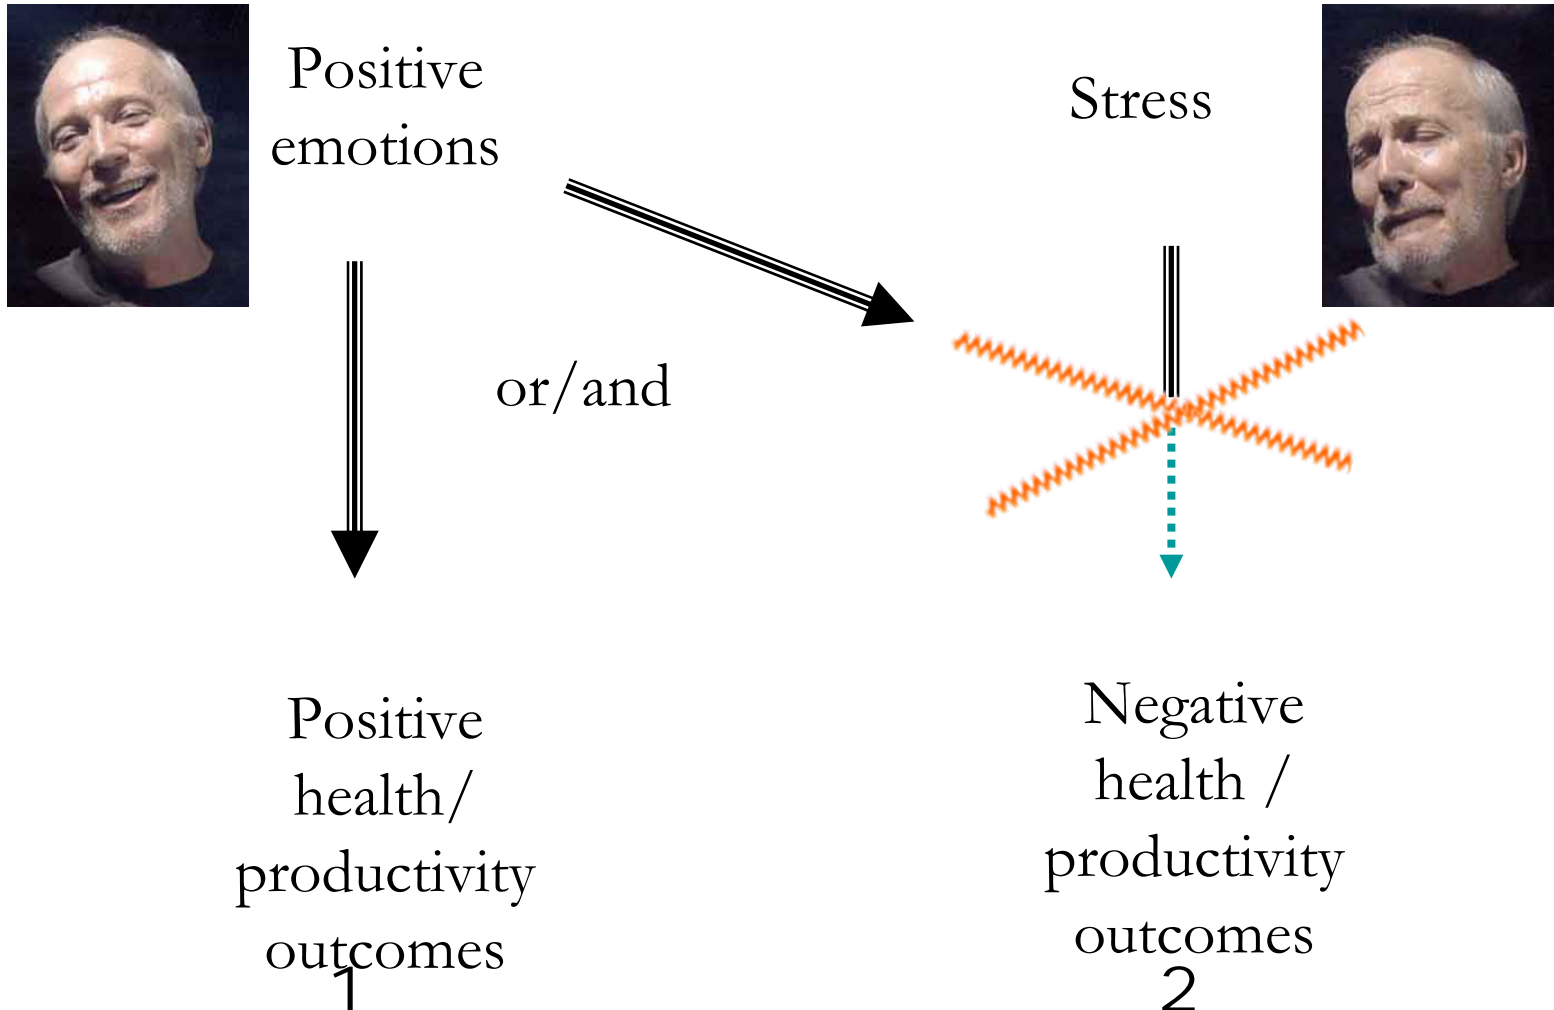 Positive
emotions
Stress
or/and
Positive
health/
productivity
outcomes
1
Negative
health /
productivity
outcomes
2